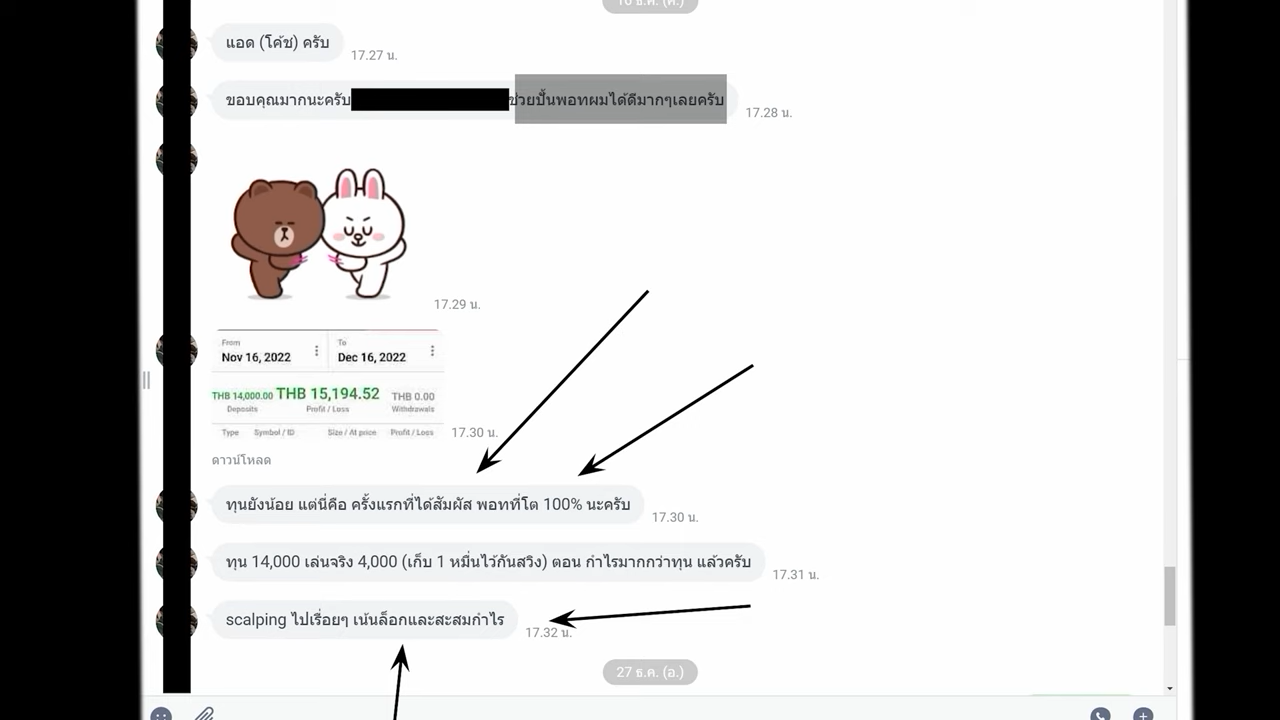 16 ธ.ค. (ศ.)
แอด (โค้ช) ครับ
17.27 น.
ขอบคุณมากนะครับ
ช่วยปั้นพอทผมได้ดีมากๆเลยครับ
17.28 น.
17.29 น.
From
To
Nov 16, 2022
Dec 16, 2022
THB 14,000.00 THB 15,194.52 THB 0.00
Deposits Profit / Loss Withdrawals
Type Symbol / ID Size / At price Profit / Loss
17.30 น.
ดาวน์โหลด
ทุนยังน้อย แต่นี่คือ ครั้งแรกที่ได้สัมผัส พอทที่โต 100% นะครับ
17.30 น.
ทุน 14,000 เล่นจริง 4,000 (เก็บ 1 หมื่นไว้กันสวิง) ตอน กำไรมากกว่าทุน แล้วครับ
17.31 น.
scalping ไปเรื่อยๆ เน้นล็อกและสะสมกำไร
17.32 น.
27 ธ.ค. (อ.)